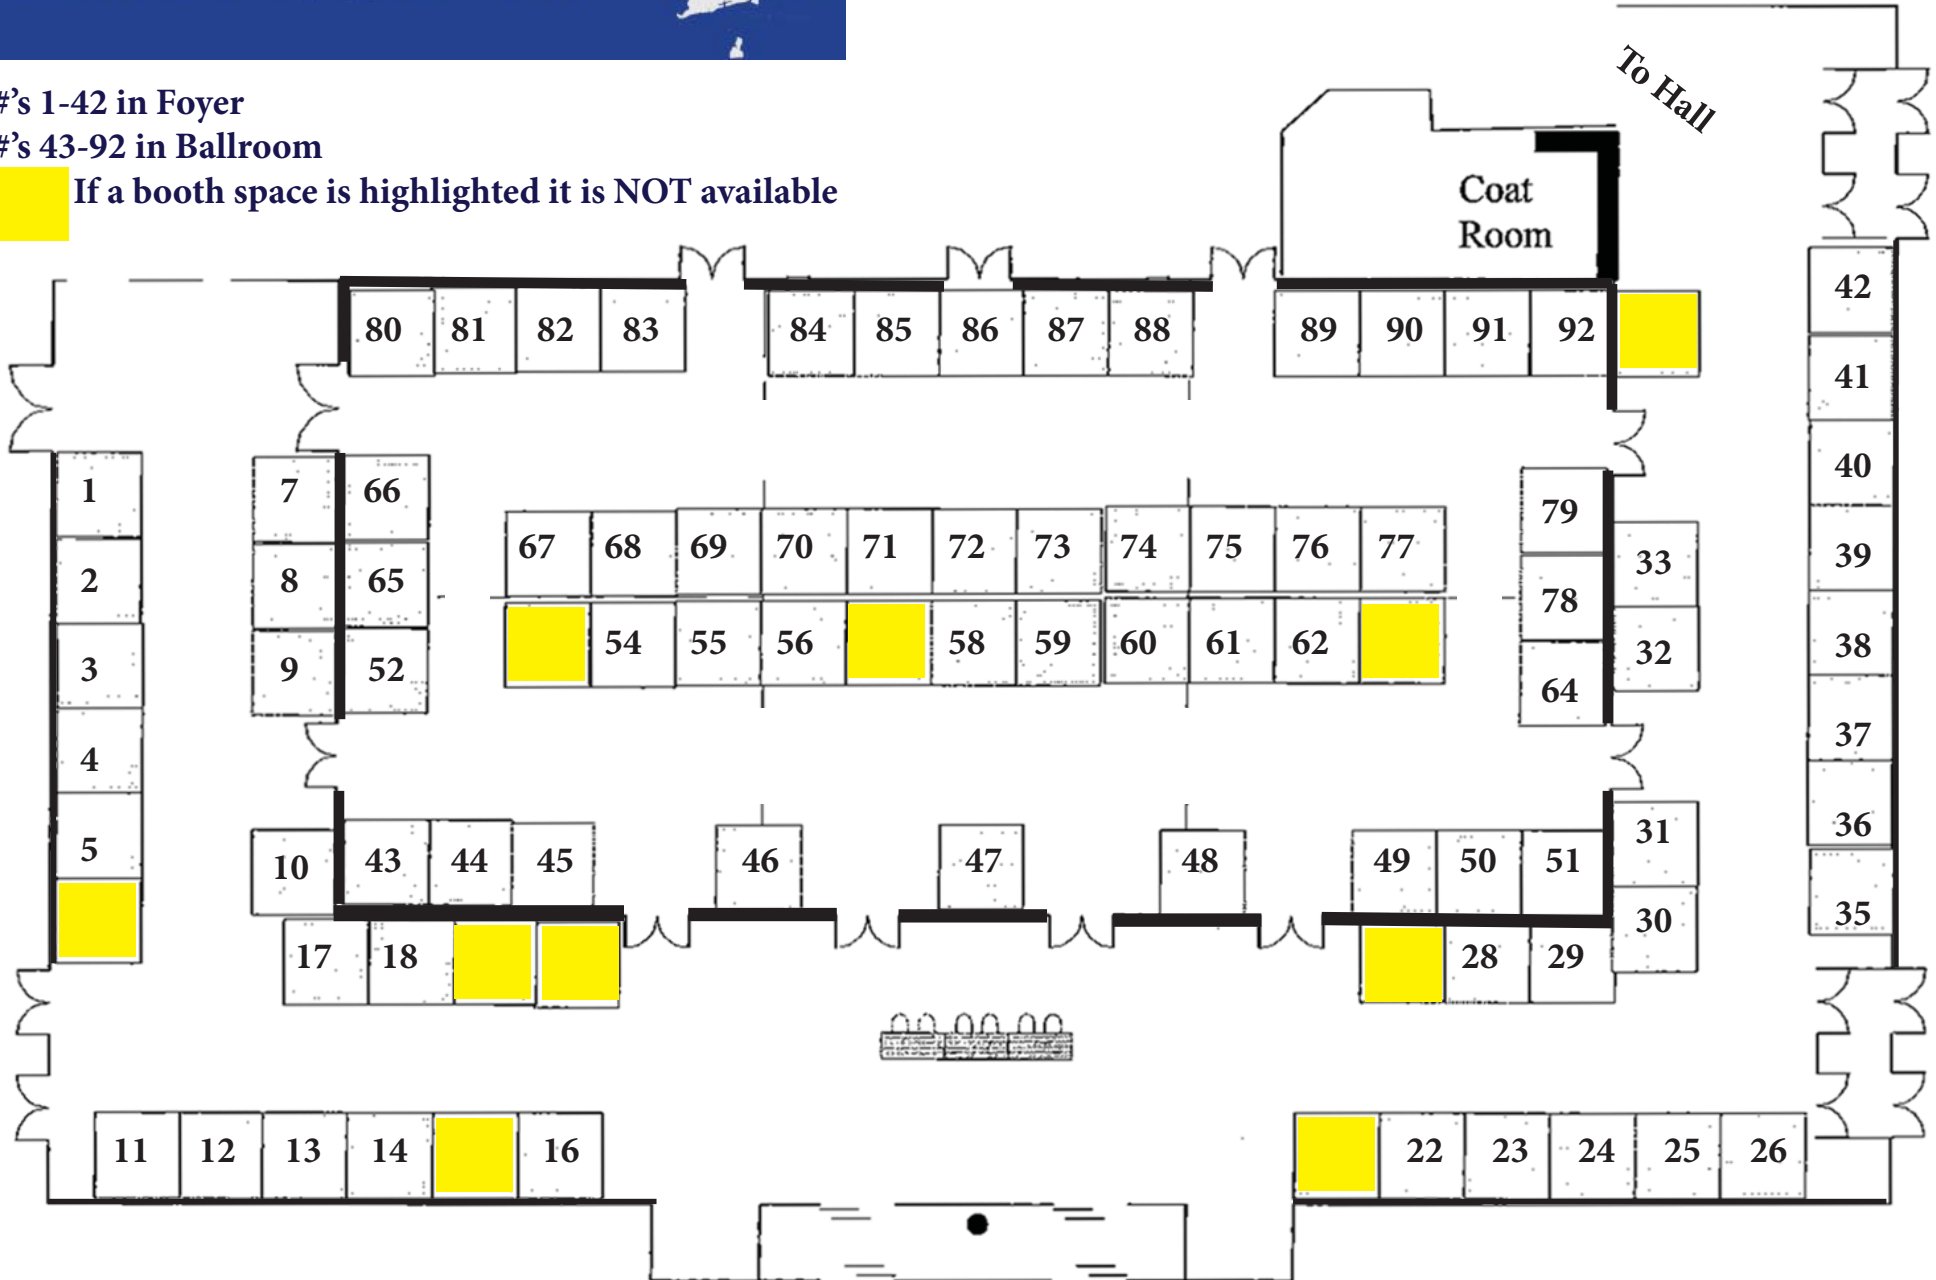 #'s 1-42 in Foyer
#'s 43-92 in Ballroom
If a booth space is highlighted it is NOT available
To Hall
Coat
Room
80 81 82 83 84 85 86 87 88 89 90 91 92
42
41
40
39
38
37
36
35
1
2
3
4
5
7 66
8 65
9 52
67 68 69 70 71 72 73 74 75 76 77
54 55 56 58 59 60 61 62
79
78
64
33
32
31
30
10 43 44 45 46 47 48 49 50 51
17 18 28 29
11 12 13 14 16 22 23 24 25 26